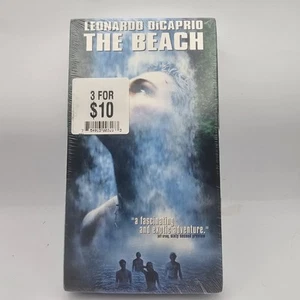 LEONARDO DiCAPRIO
THE BEACH
3 FOR
$10
"a fascinating
and exotic adventure."